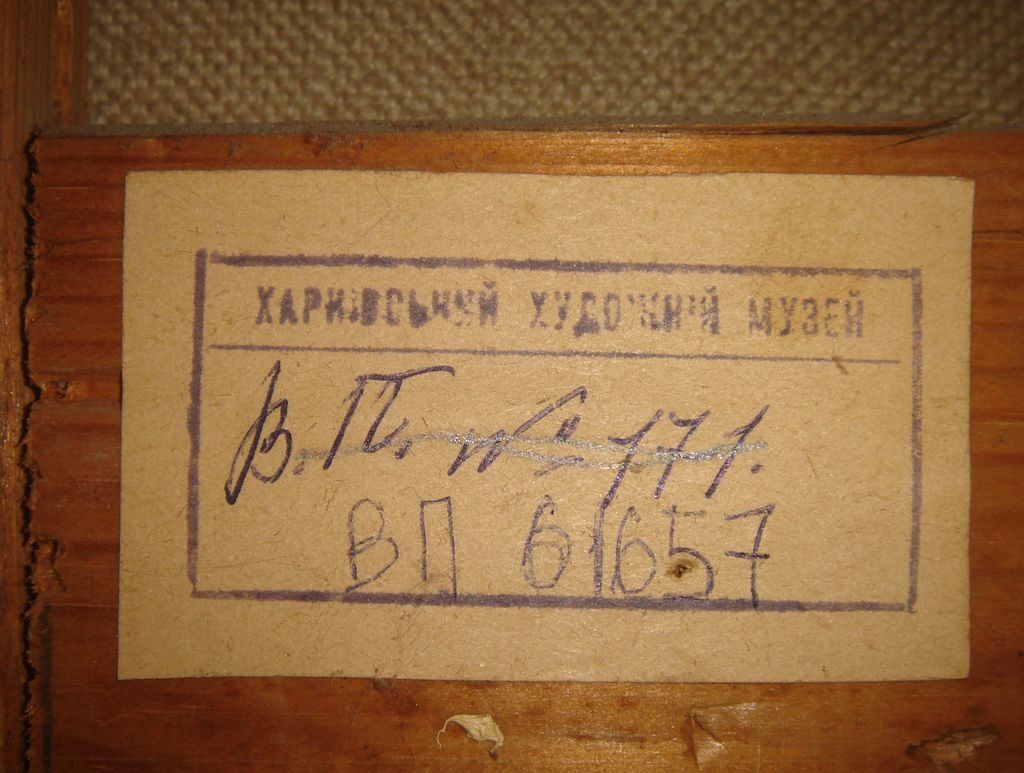 ХАРКІВСЬКИЙ ХУДОЖНІЙ МУЗЕЙ
В. П. № 171.
ВП 61657